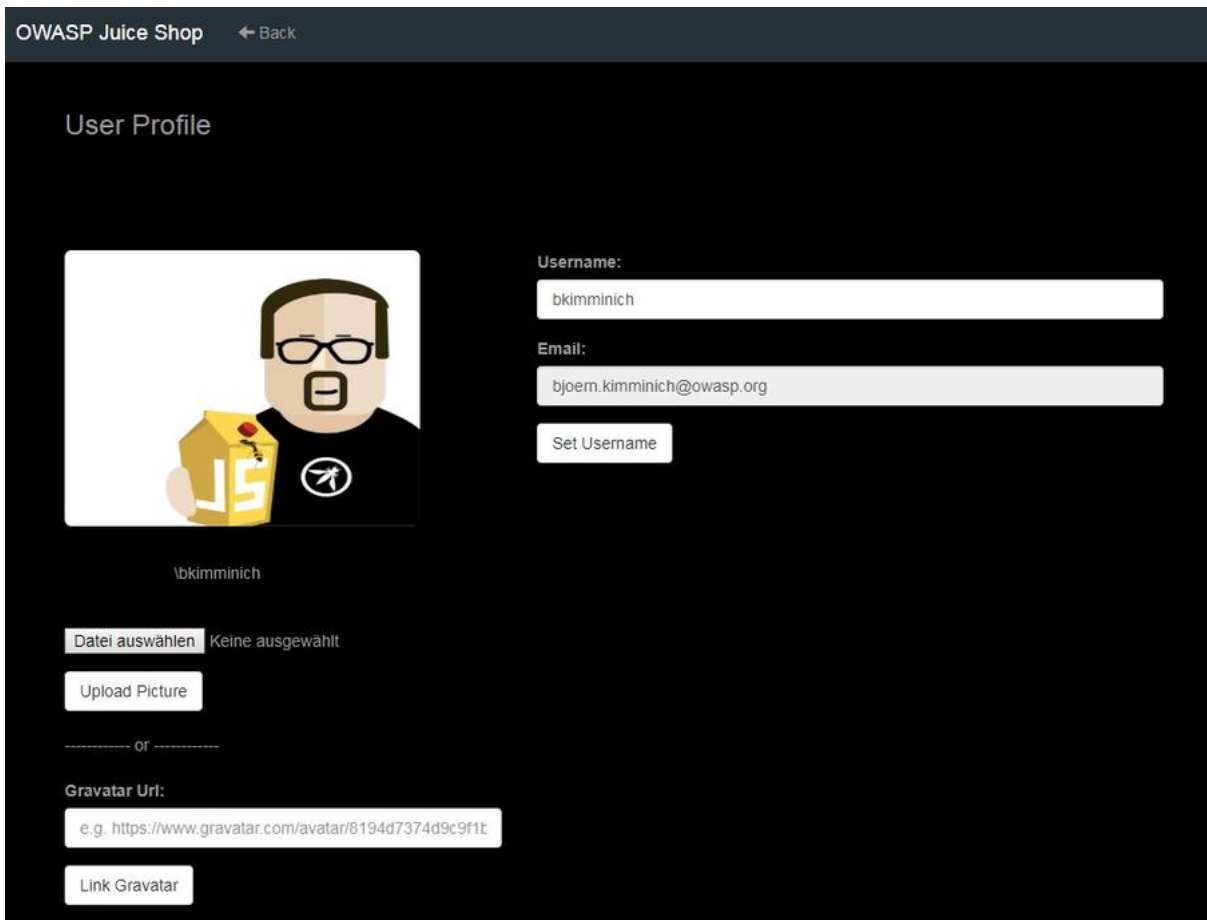 OWASP Juice Shop
Back
User Profile
JS
\bkimminich
Datei auswählen Keine ausgewählt
Upload Picture
------------ or ------------
Gravatar Url:
e.g. https://www.gravatar.com/avatar/8194d7374d9c9f1b
Link Gravatar
Username:
bkimminich
Email:
bjoern.kimminich@owasp.org
Set Username